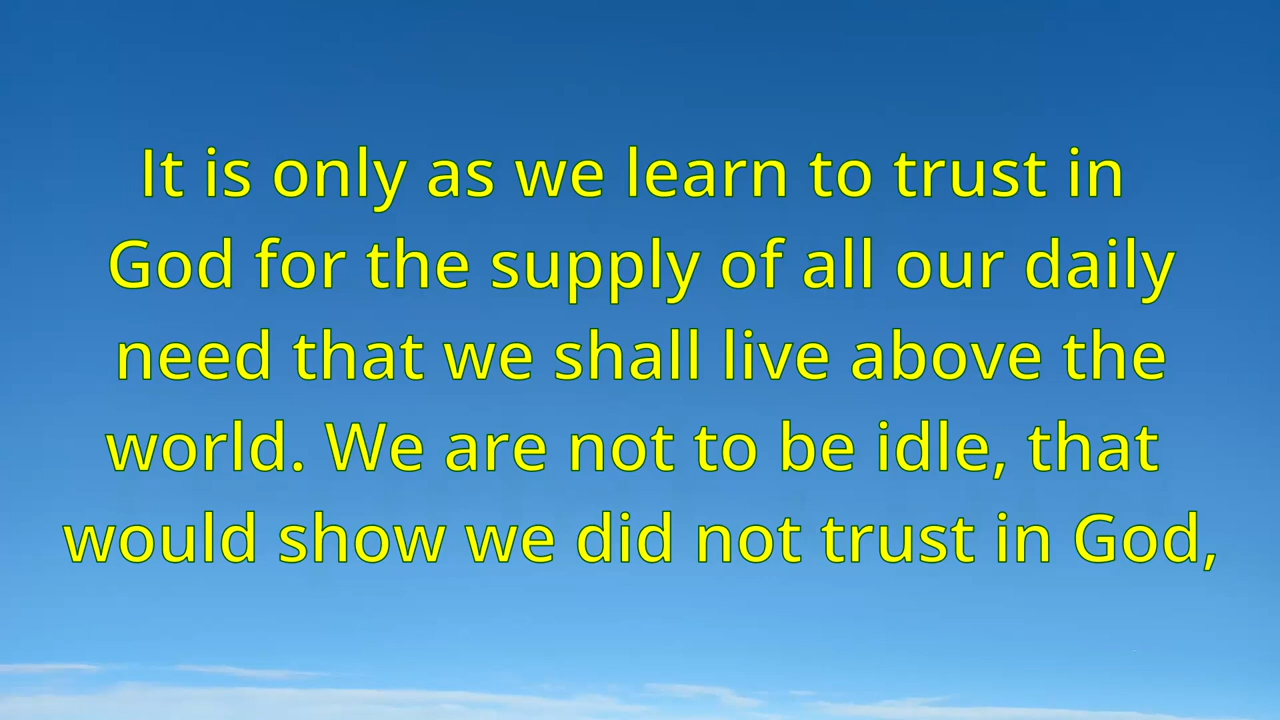 It is only as we learn to trust in
God for the supply of all our daily
need that we shall live above the
world. We are not to be idle, that
would show we did not trust in God,